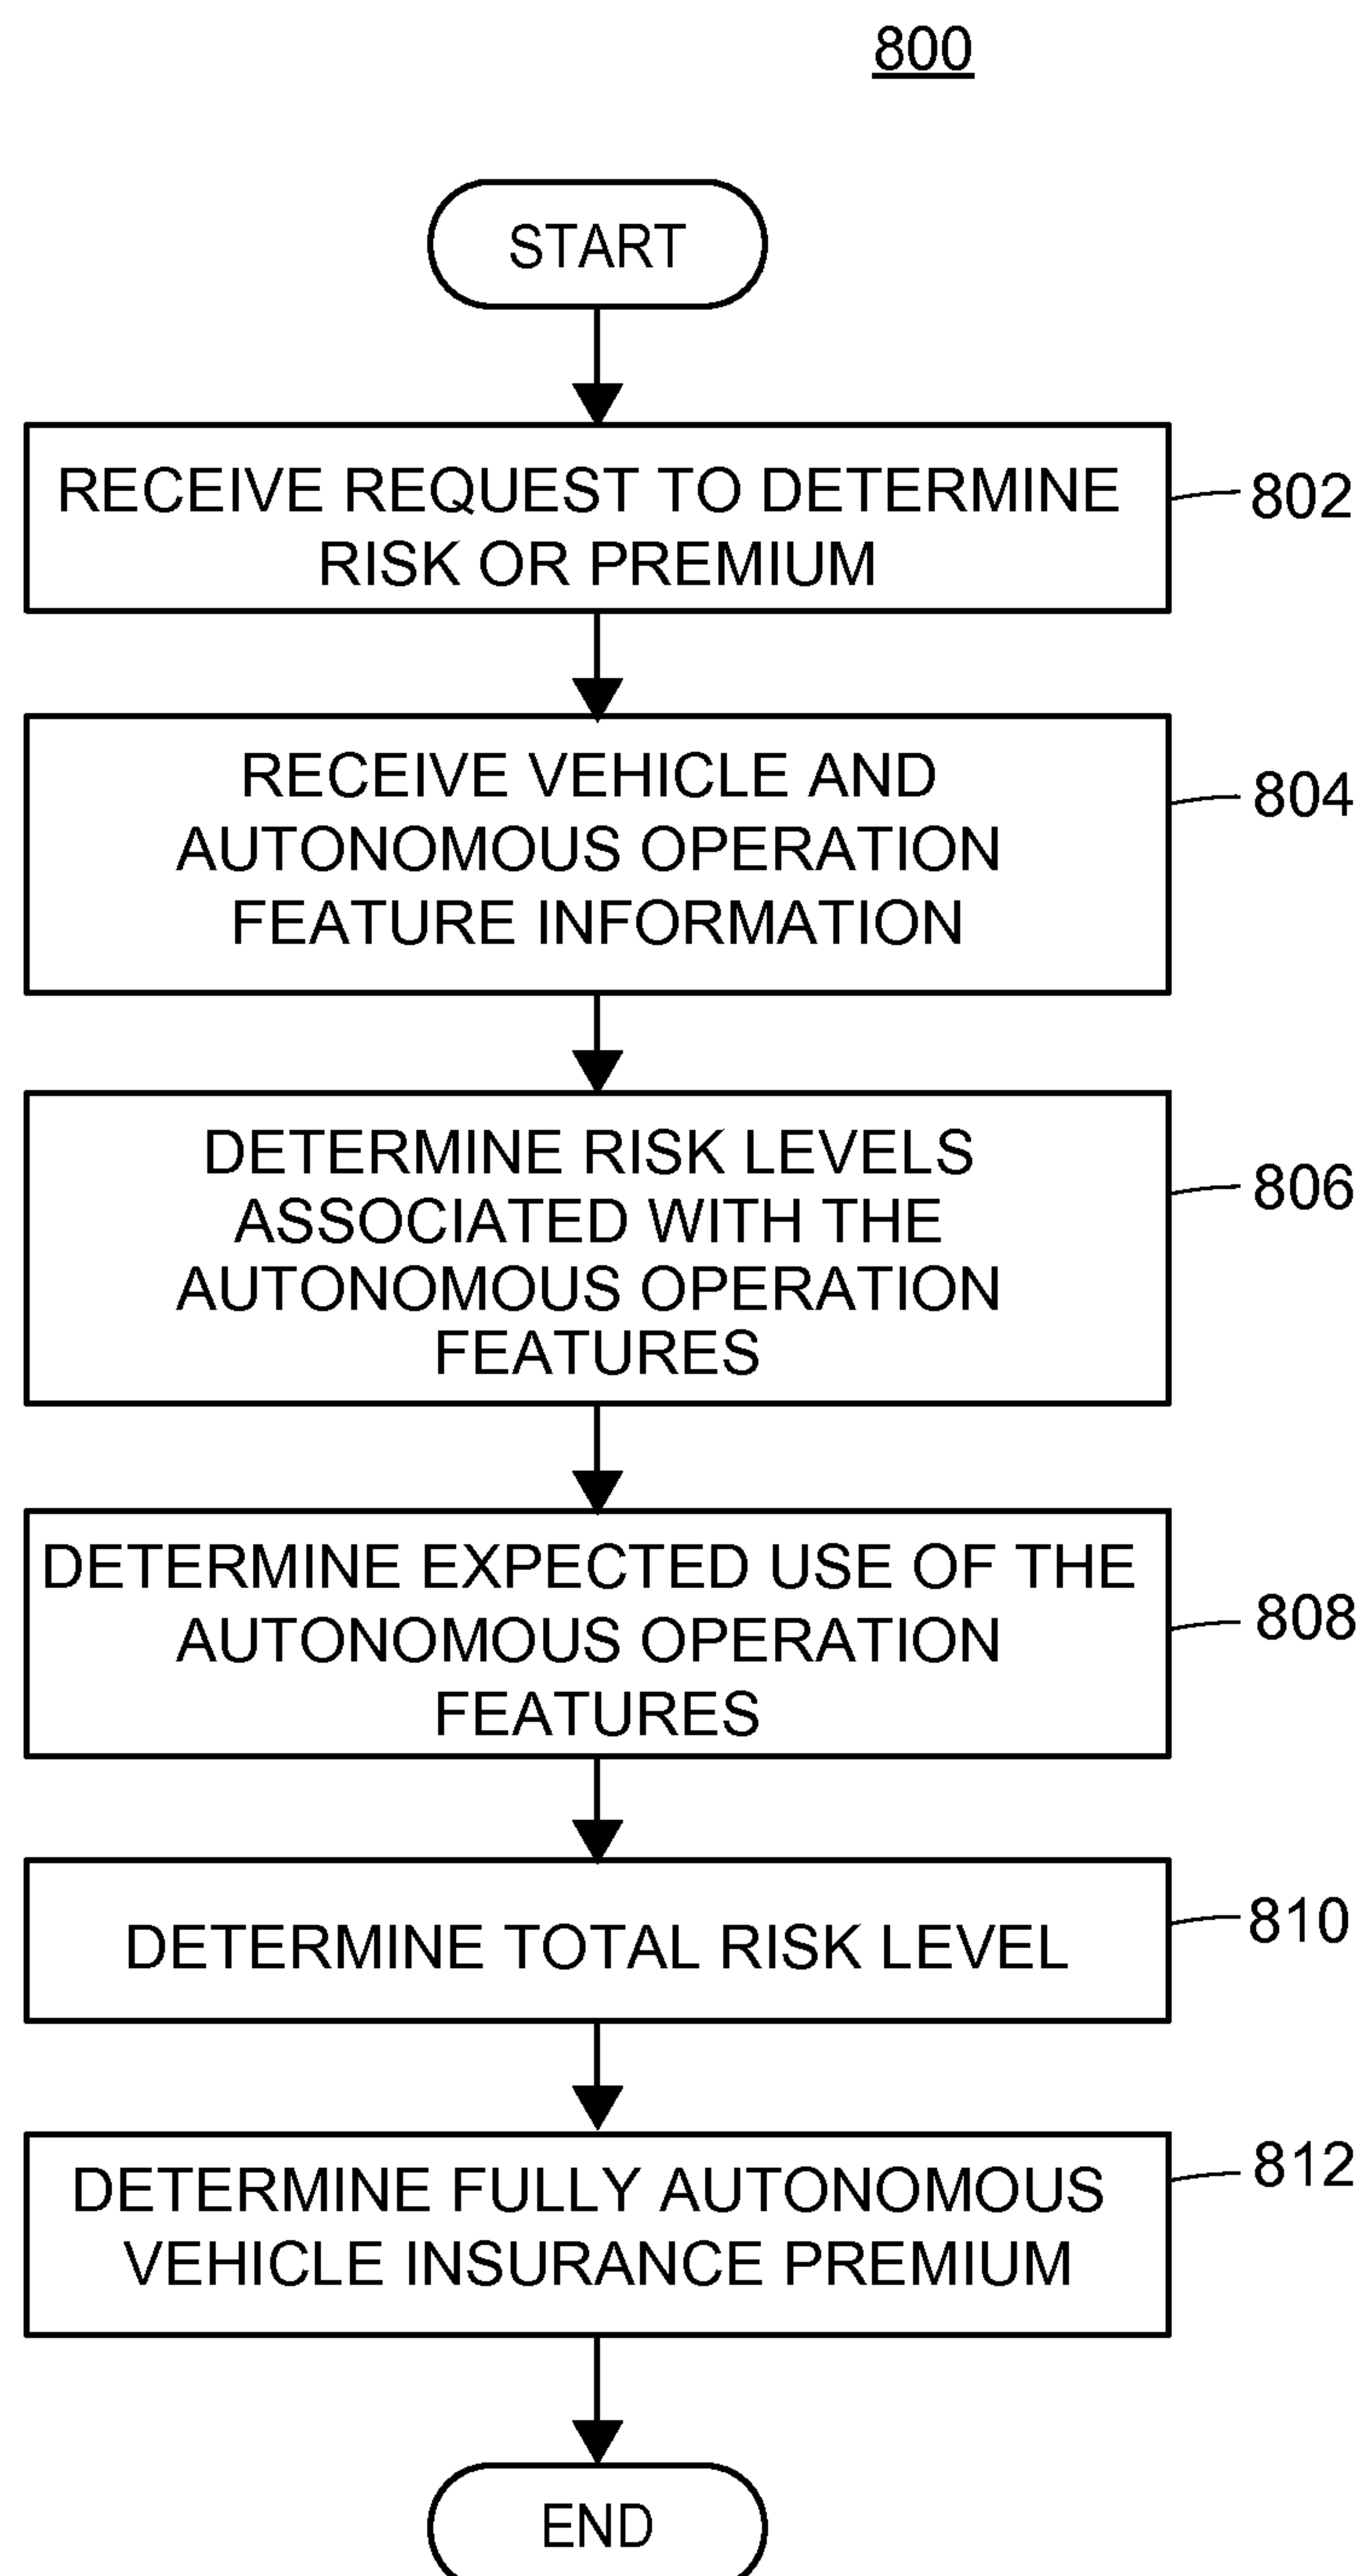 800
START
RECEIVE REQUEST TO DETERMINE
RISK OR PREMIUM
802
RECEIVE VEHICLE AND
AUTONOMOUS OPERATION
FEATURE INFORMATION
804
DETERMINE RISK LEVELS
ASSOCIATED WITH THE
AUTONOMOUS OPERATION
FEATURES
806
DETERMINE EXPECTED USE OF THE
AUTONOMOUS OPERATION
FEATURES
808
DETERMINE TOTAL RISK LEVEL
810
DETERMINE FULLY AUTONOMOUS
VEHICLE INSURANCE PREMIUM
812
END